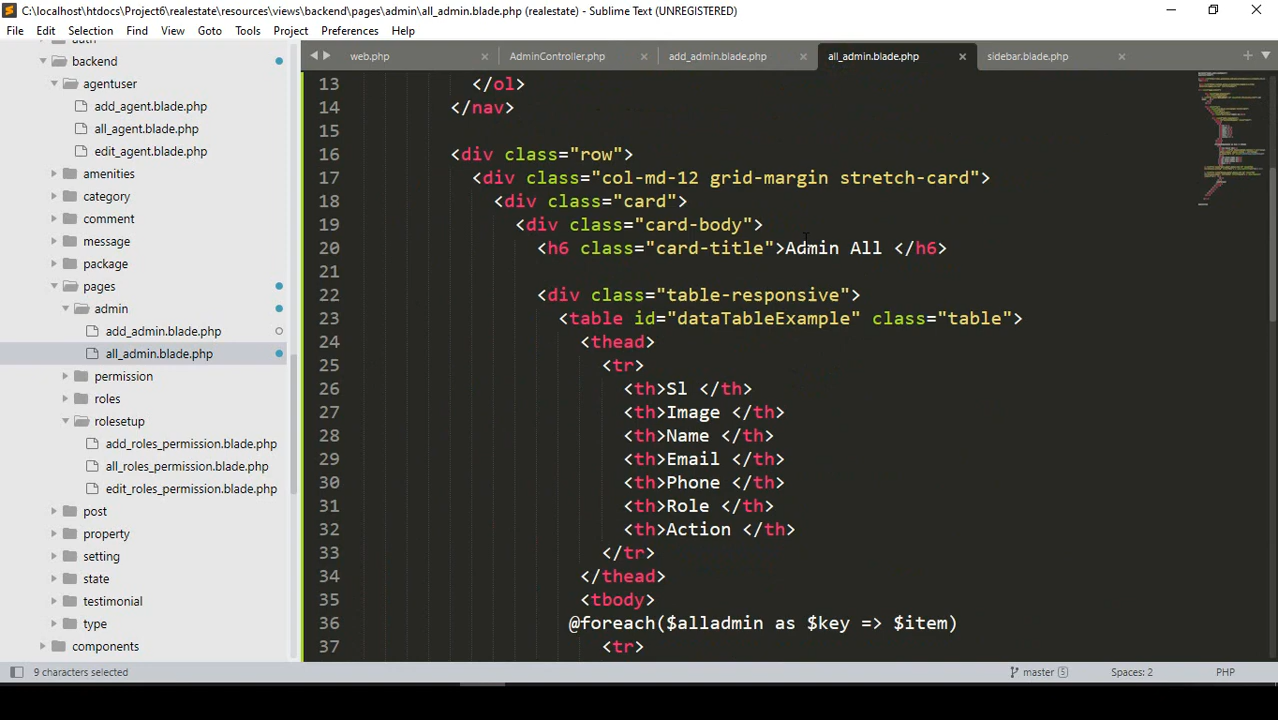 C:\localhost\htdocs\Project6\realestate\resources\views\backend\pages\admin\all_admin.blade.php (realestate) - Sublime Text (UNREGISTERED)
File Edit Selection Find View Goto Tools Project Preferences Help
backend
agentuser
add_agent.blade.php
all_agent.blade.php
edit_agent.blade.php
amenities
category
comment
message
package
pages
admin
add_admin.blade.php
all_admin.blade.php
permission
roles
rolesetup
add_roles_permission.blade.php
all_roles_permission.blade.php
edit_roles_permission.blade.php
post
property
setting
state
testimonial
type
components
web.php AdminController.php add_admin.blade.php all_admin.blade.php sidebar.blade.php
13 </ol>
14 </nav>
15
16 <div class="row">
17 <div class="col-md-12 grid-margin stretch-card">
18 <div class="card">
19 <div class="card-body">
20 <h6 class="card-title">Admin All </h6>
21
22 <div class="table-responsive">
23 <table id="dataTableExample" class="table">
24 <thead>
25 <tr>
26 <th>Sl </th>
27 <th>Image </th>
28 <th>Name </th>
29 <th>Email </th>
30 <th>Phone </th>
31 <th>Role </th>
32 <th>Action </th>
33 </tr>
34 </thead>
35 <tbody>
36 @foreach($alladmin as $key => $item)
37 <tr>
9 characters selected master 5 Spaces: 2 PHP